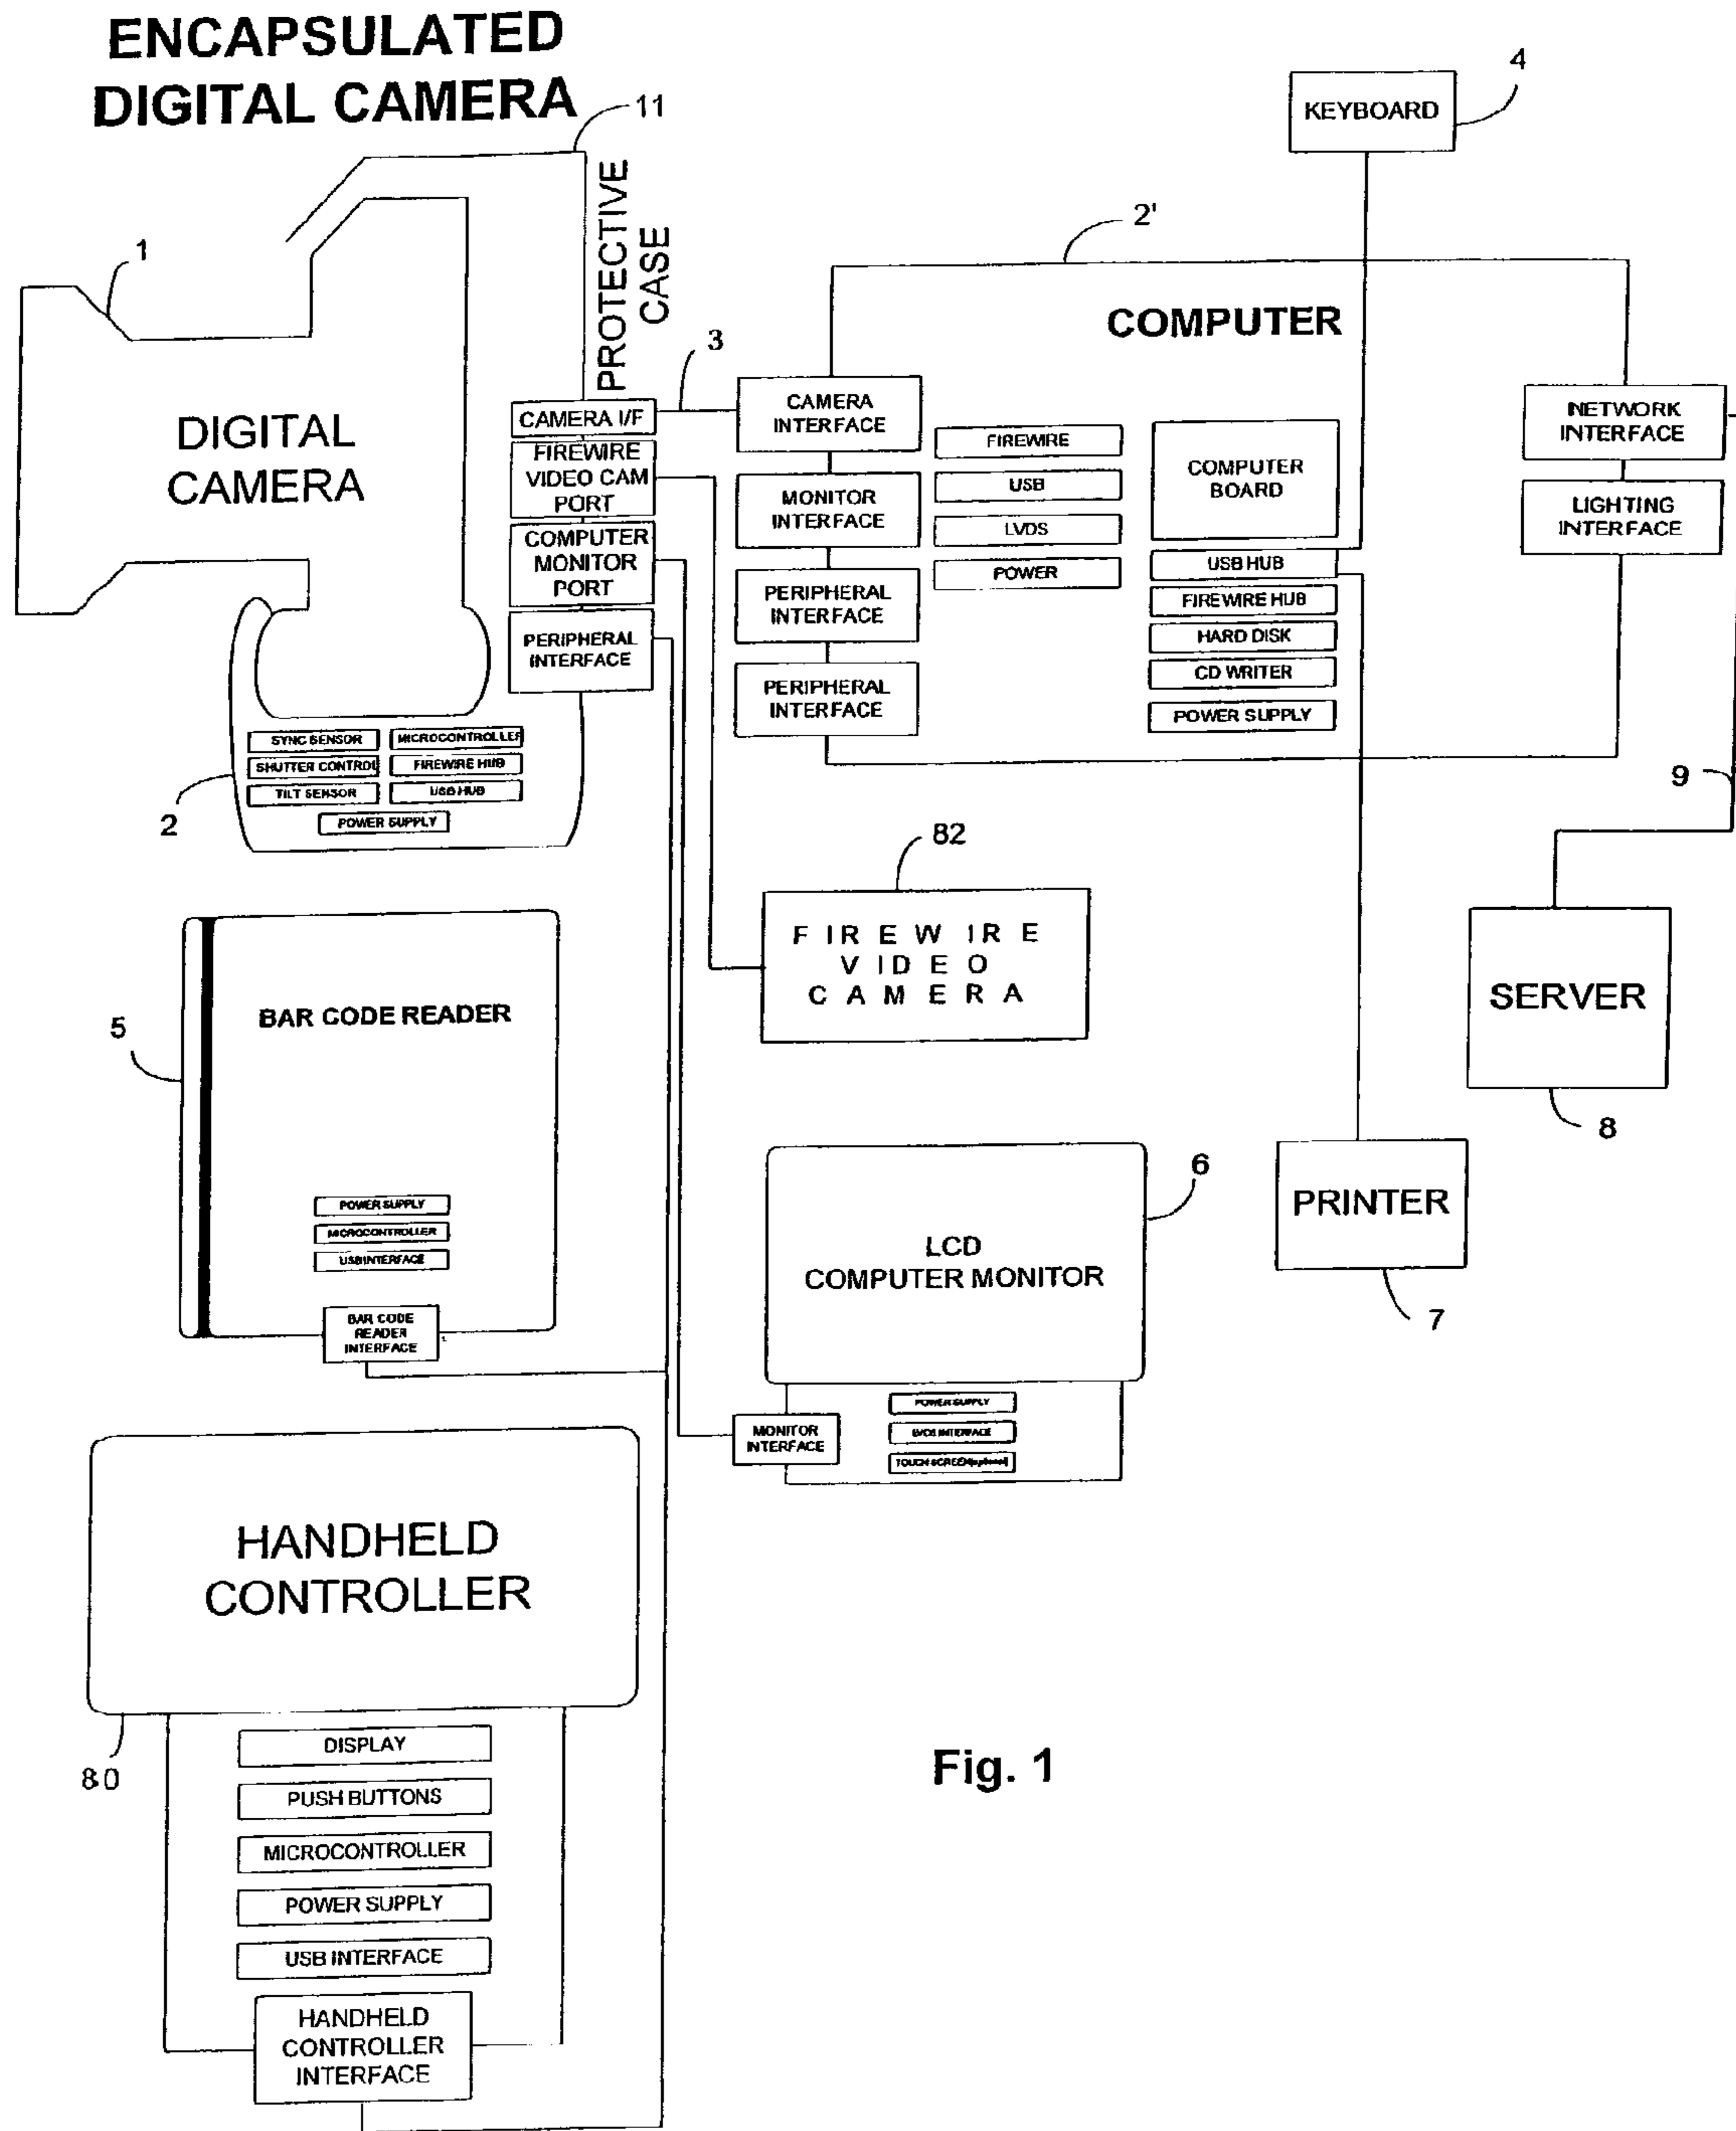 ENCAPSULATED
DIGITAL CAMERA
11
PROTECTIVE
CASE
1
DIGITAL
CAMERA
CAMERA I/F
FIREWIRE
VIDEO CAM
PORT
COMPUTER
MONITOR
PORT
PERIPHERAL
INTERFACE
SYNC SENSOR
MICROCONTROLLER
SHUTTER CONTROL
FIREWIRE HUB
TILT SENSOR
USB HUB
POWER SUPPLY
2
3
4
KEYBOARD
2'
COMPUTER
CAMERA
INTERFACE
MONITOR
INTERFACE
PERIPHERAL
INTERFACE
PERIPHERAL
INTERFACE
FIREWIRE
USB
LVDS
POWER
COMPUTER
BOARD
USB HUB
FIREWIRE HUB
HARD DISK
CD WRITER
POWER SUPPLY
NETWORK
INTERFACE
LIGHTING
INTERFACE
9
82
FIREWIRE
VIDEO
CAMERA
SERVER
8
5
BAR CODE READER
POWER SUPPLY
MICROCONTROLLER
USB INTERFACE
BAR CODE
READER
INTERFACE
6
LCD
COMPUTER MONITOR
MONITOR
INTERFACE
POWER SUPPLY
LVDS INTERFACE
TOUCH SCREEN(optional)
PRINTER
7
HANDHELD
CONTROLLER
80
DISPLAY
PUSH BUTTONS
MICROCONTROLLER
POWER SUPPLY
USB INTERFACE
HANDHELD
CONTROLLER
INTERFACE
Fig. 1